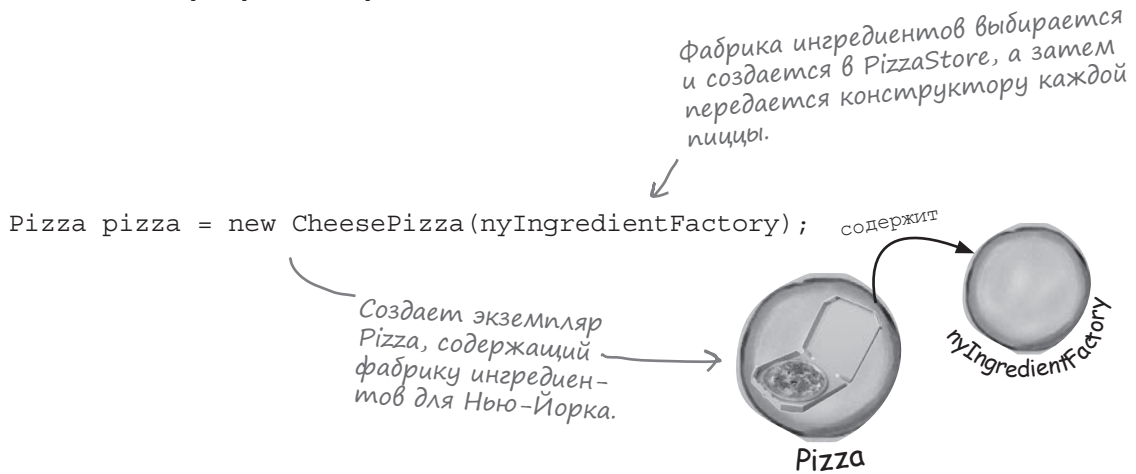 Фабрика ингредиентов выбирается
и создается в PizzaStore, а затем
передается конструктору каждой
пиццы.
Pizza pizza = new CheesePizza(nyIngredientFactory);
содержит
Создает экземпляр
Pizza, содержащий
фабрику ингредиен-
тов для Нью-Йорка.
nyIngredientFactory
Pizza